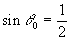 sin ϑ₀ = 1/2